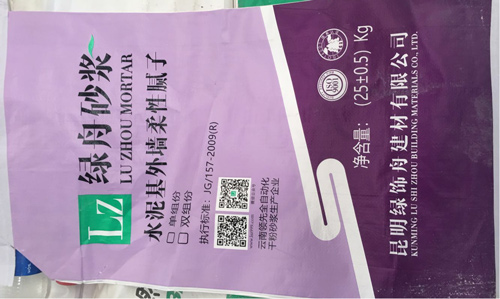 LZ
绿舟砂浆
LU ZHOU MORTAR
水泥基外墙柔性腻子
□ 单组份
□ 双组份
执行标准：JG/157-2009(R)
云南领先全自动化
干粉砂浆生产企业
ISO
9001
净含量：(25±0.5) Kg
昆明绿饰舟建材有限公司
KUNMING LU SHI ZHOU BUILDING MATERIALS CO., LTD.